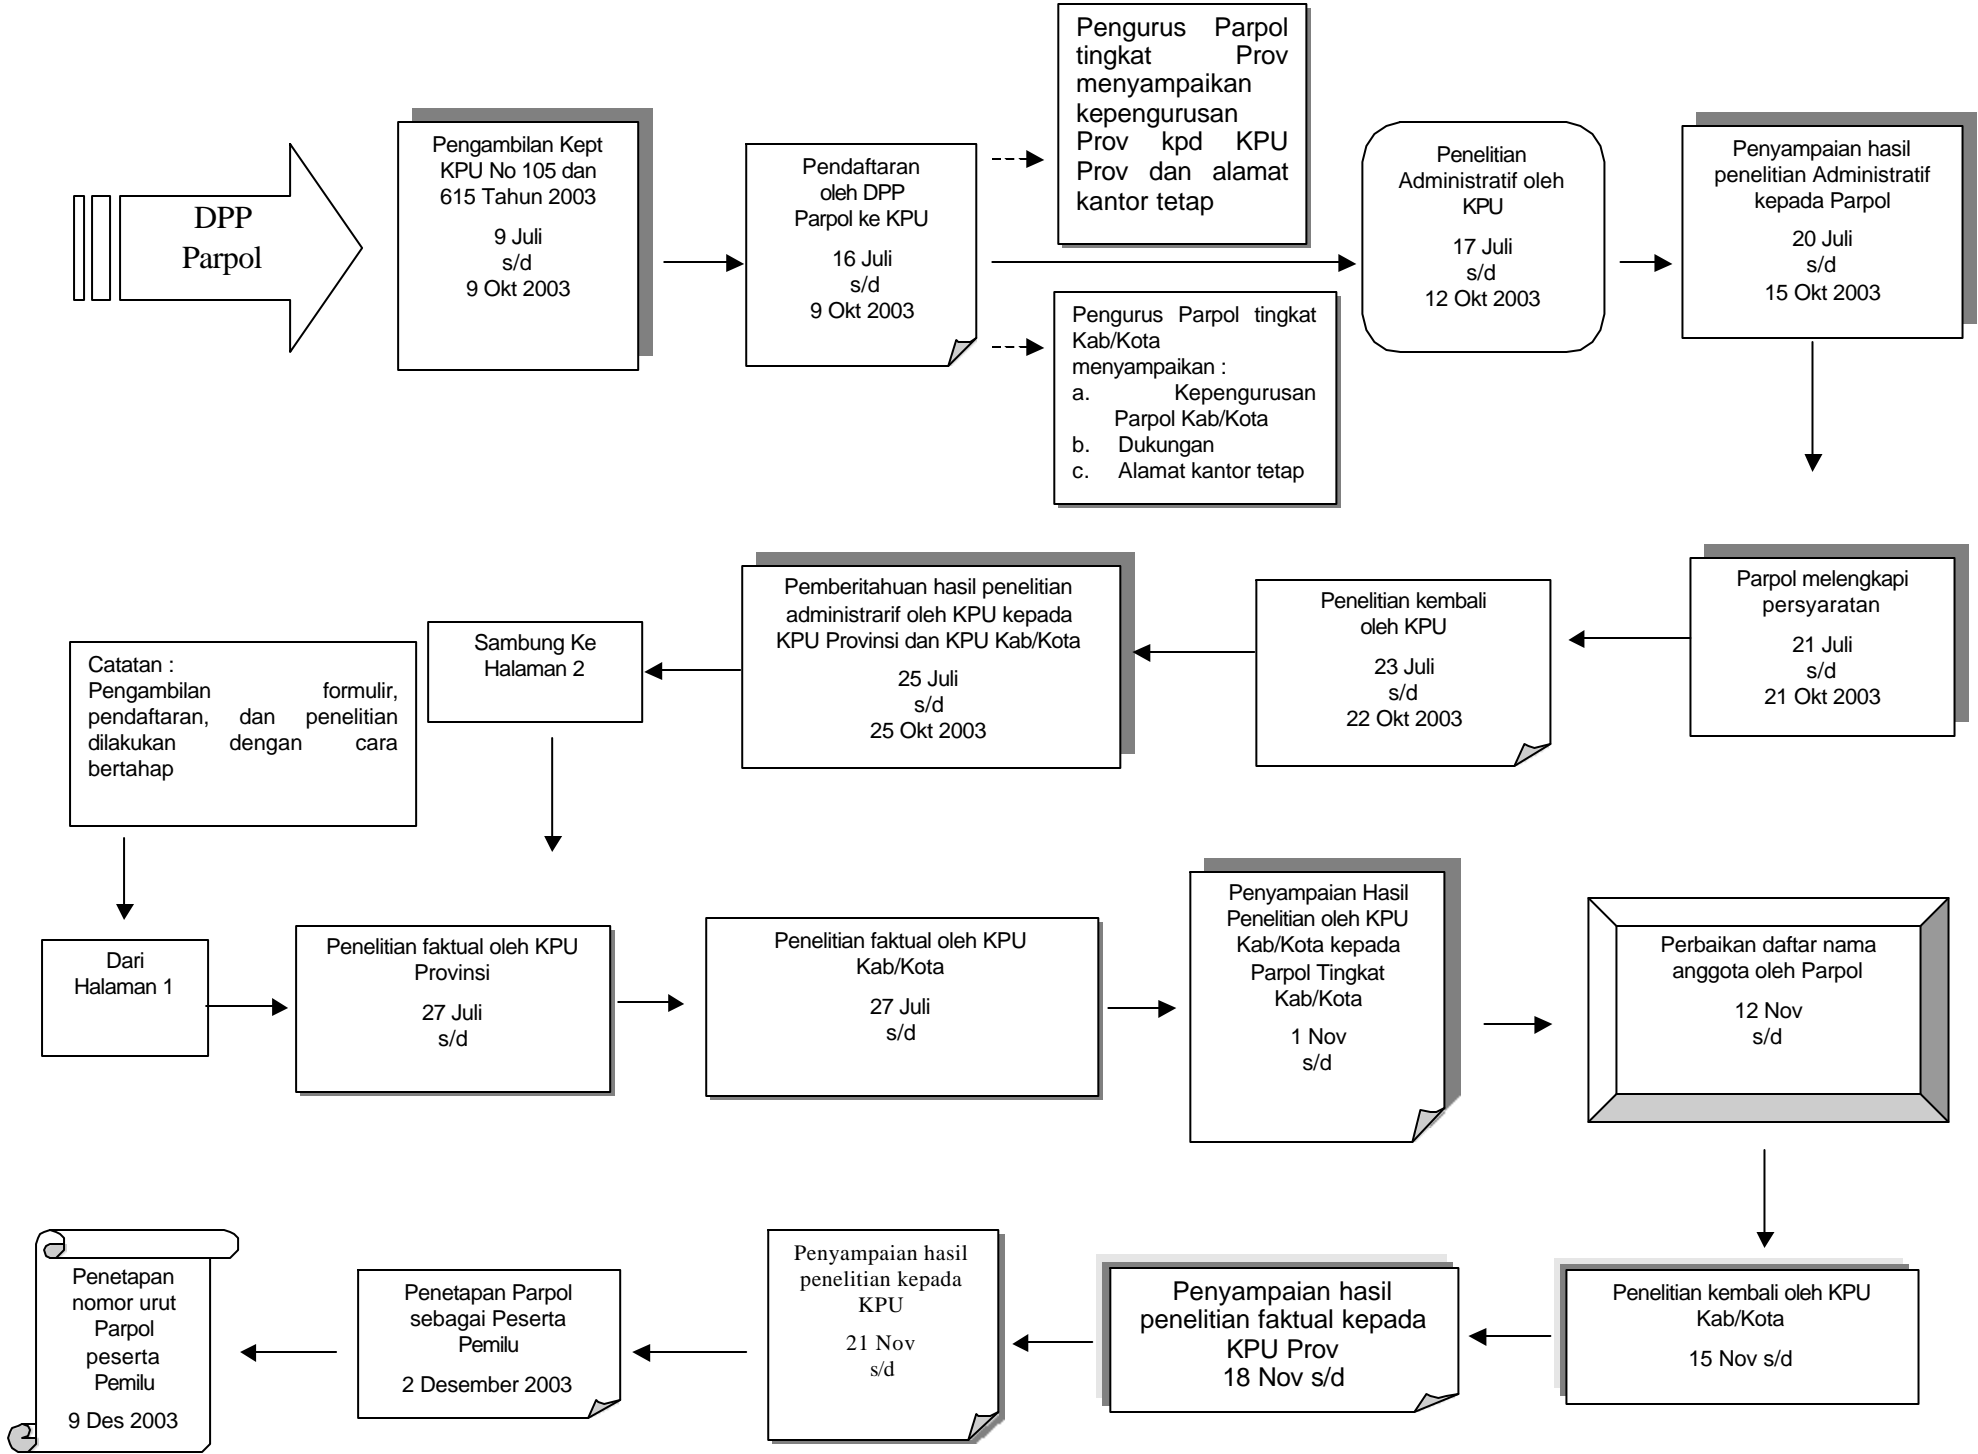 DPP
Parpol
Pengambilan Kept
KPU No 105 dan
615 Tahun 2003
9 Juli
s/d
9 Okt 2003
Pendaftaran
oleh DPP
Parpol ke KPU
16 Juli
s/d
9 Okt 2003
Pengurus Parpol
tingkat Prov
menyampaikan
kepengurusan
Prov kpd KPU
Prov dan alamat
kantor tetap
Pengurus Parpol tingkat
Kab/Kota
menyampaikan :
a. Kepengurusan
Parpol Kab/Kota
b. Dukungan
c. Alamat kantor tetap
Penelitian
Administratif oleh
KPU
17 Juli
s/d
12 Okt 2003
Penyampaian hasil
penelitian Administratif
kepada Parpol
20 Juli
s/d
15 Okt 2003
Parpol melengkapi
persyaratan
21 Juli
s/d
21 Okt 2003
Penelitian kembali
oleh KPU
23 Juli
s/d
22 Okt 2003
Pemberitahuan hasil penelitian
administrarif oleh KPU kepada
KPU Provinsi dan KPU Kab/Kota
25 Juli
s/d
25 Okt 2003
Sambung Ke
Halaman 2
Catatan :
Pengambilan formulir,
pendaftaran, dan penelitian
dilakukan dengan cara
bertahap
Dari
Halaman 1
Penelitian faktual oleh KPU
Provinsi
27 Juli
s/d
Penelitian faktual oleh KPU
Kab/Kota
27 Juli
s/d
Penyampaian Hasil
Penelitian oleh KPU
Kab/Kota kepada
Parpol Tingkat
Kab/Kota
1 Nov
s/d
Perbaikan daftar nama
anggota oleh Parpol
12 Nov
s/d
Penelitian kembali oleh KPU
Kab/Kota
15 Nov s/d
Penyampaian hasil
penelitian faktual kepada
KPU Prov
18 Nov s/d
Penyampaian hasil
penelitian kepada
KPU
21 Nov
s/d
Penetapan Parpol
sebagai Peserta
Pemilu
2 Desember 2003
Penetapan
nomor urut
Parpol
peserta
Pemilu
9 Des 2003